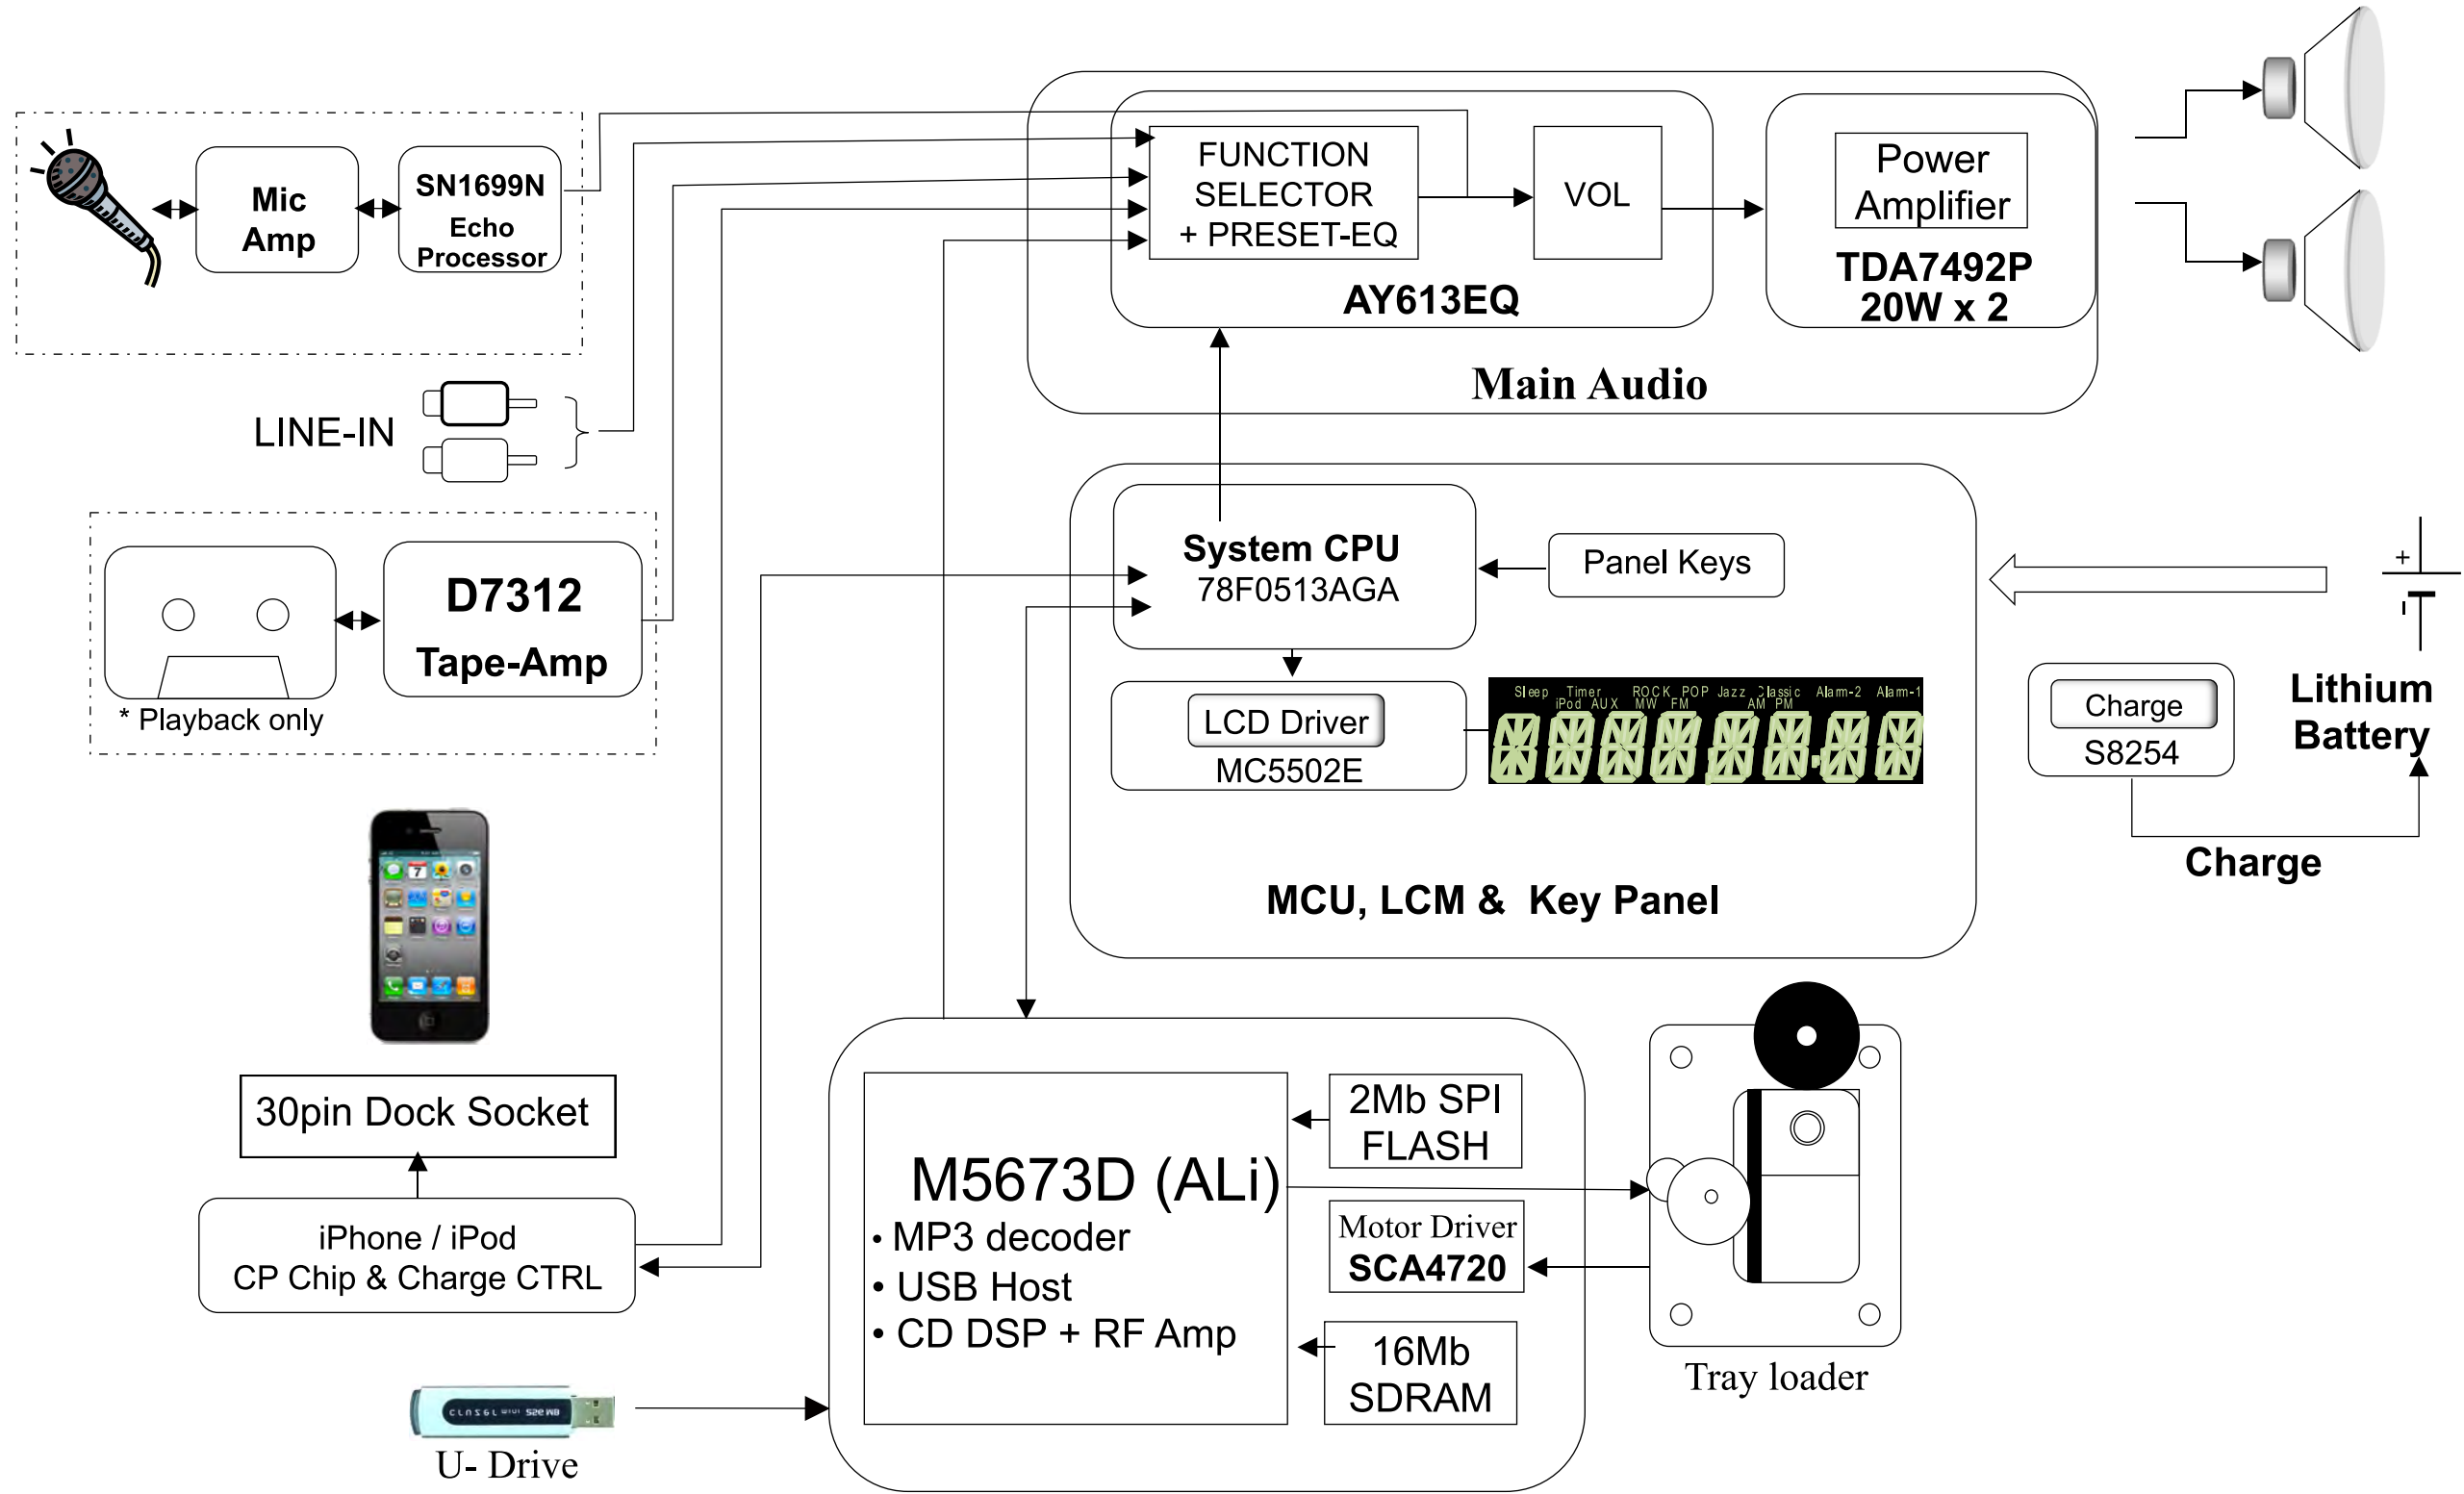 Mic
Amp
SN1699N
Echo
Processor
FUNCTION
SELECTOR
+ PRESET-EQ
VOL
AY613EQ
Power
Amplifier
TDA7492P
20W x 2
Main Audio
LINE-IN
D7312
Tape-Amp
* Playback only
System CPU
78F0513AGA
Panel Keys
LCD Driver
MC5502E
Sleep Timer ROCK POP Jazz Classic Alarm-2 Alarm-1
iPod AUX MW FM AM PM
MCU, LCM & Key Panel
+
-
Lithium
Battery
Charge
S8254
Charge
7
30pin Dock Socket
iPhone / iPod
CP Chip & Charge CTRL
M5673D (ALi)
• MP3 decoder
• USB Host
• CD DSP + RF Amp
2Mb SPI
FLASH
Motor Driver
SCA4720
16Mb
SDRAM
Tray loader
U- Drive